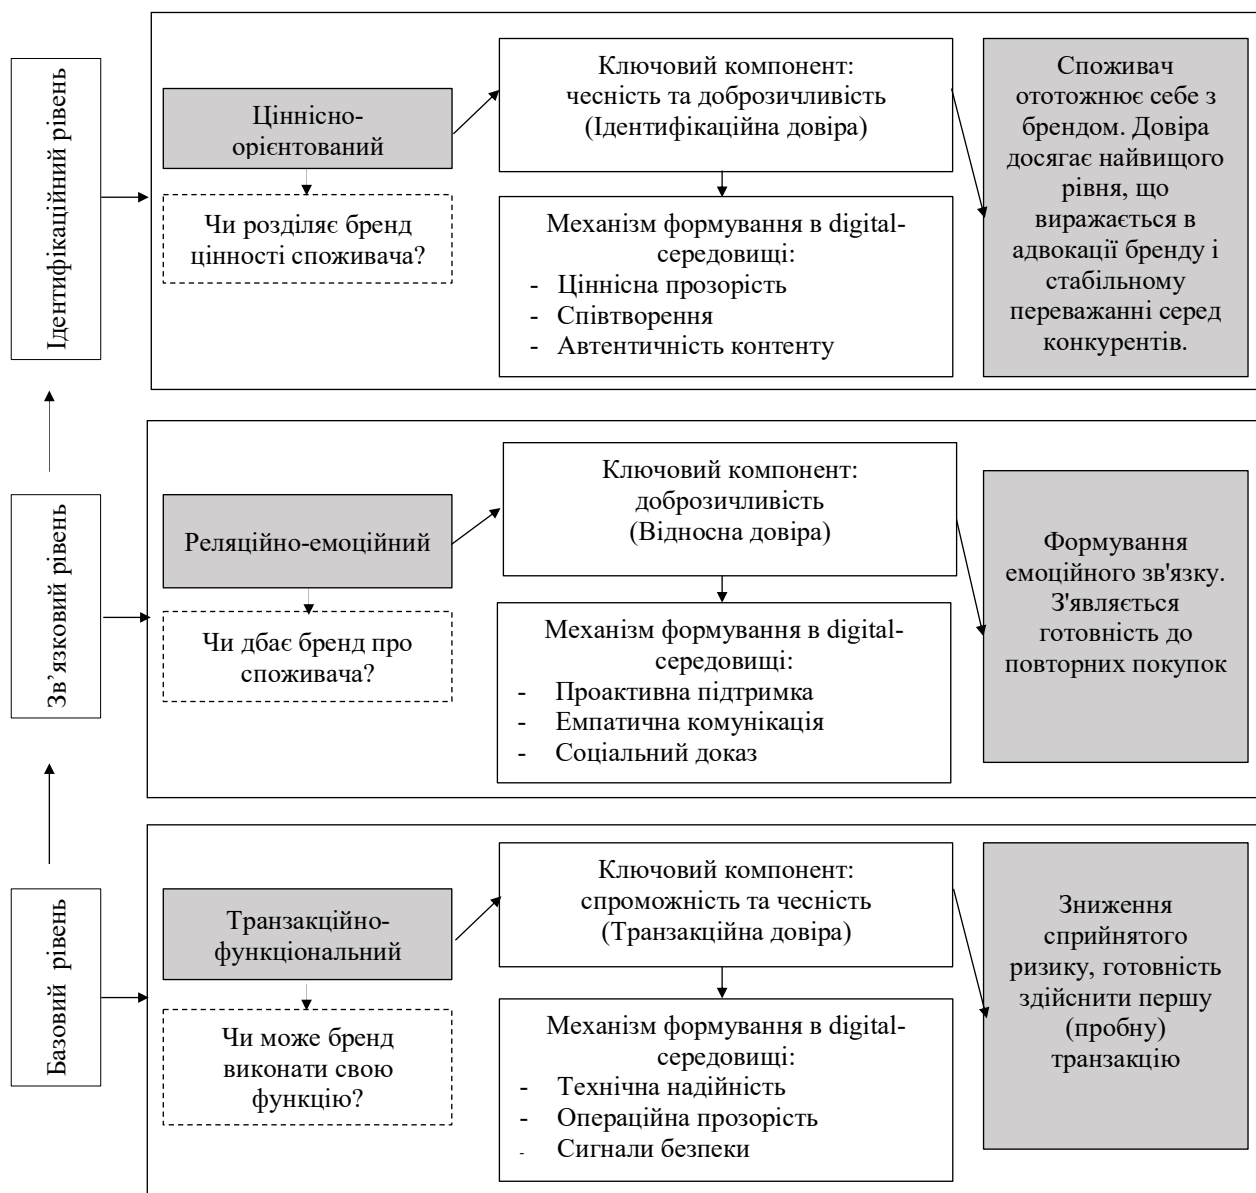 Ідентифікаційний рівень
Ціннісно-
орієнтований
Чи розділяє бренд
цінності споживача?
Ключовий компонент:
чесність та доброзичливість
(Ідентифікаційна довіра)
Механізм формування в digital-
середовищі:
- Ціннісна прозорість
- Співтворення
- Автентичність контенту
Споживач
ототожнює себе з
брендом. Довіра
досягає найвищого
рівня, що
виражається в
адвокації бренду і
стабільному
переважанні серед
конкурентів.
Зв’язковий рівень
Реляційно-емоційний
Чи дбає бренд про
споживача?
Ключовий компонент:
доброзичливість
(Відносна довіра)
Механізм формування в digital-
середовищі:
- Проактивна підтримка
- Емпатична комунікація
- Соціальний доказ
Формування
емоційного зв'язку.
З'являється
готовність до
повторних покупок
Базовий рівень
Транзакційно-
функціональний
Чи може бренд
виконати свою
функцію?
Ключовий компонент:
спроможність та чесність
(Транзакційна довіра)
Механізм формування в digital-
середовищі:
- Технічна надійність
- Операційна прозорість
- Сигнали безпеки
Зниження
сприйнятого
ризику, готовність
здійснити першу
(пробну)
транзакцію